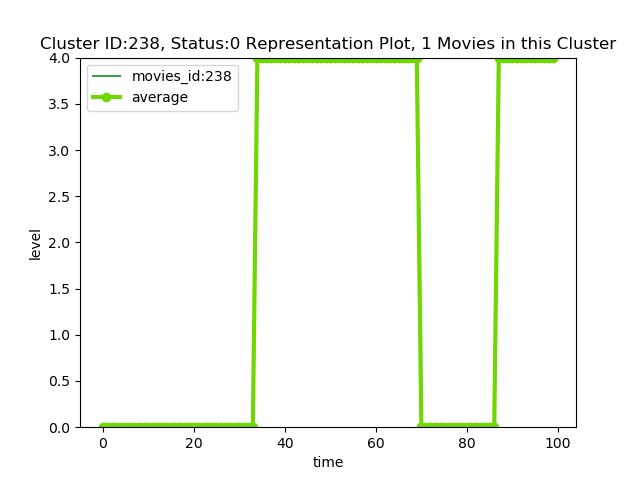 Cluster ID:238, Status:0 Representation Plot, 1 Movies in this Cluster
movies_id:238
average
4.0
3.5
3.0
2.5
2.0
1.5
1.0
0.5
0.0
level
0 20 40 60 80 100
time